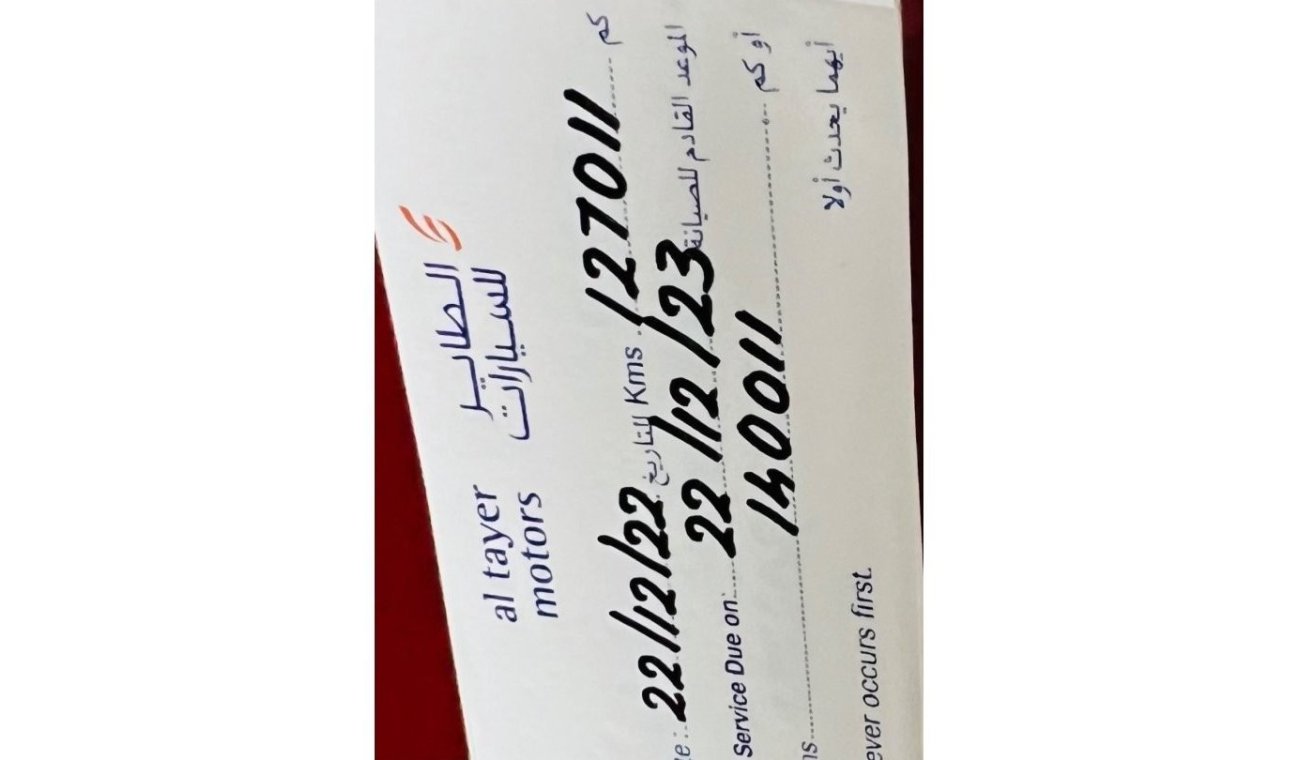 al tayer الطاير
motors للسيارات
e: 22/12/22 التاريخ Kms 127011 كم
Service Due on 22/12/23 الموعد القادم للصيانة
ns 140011 أو كم
ever occurs first. أيهما يحدث أولا